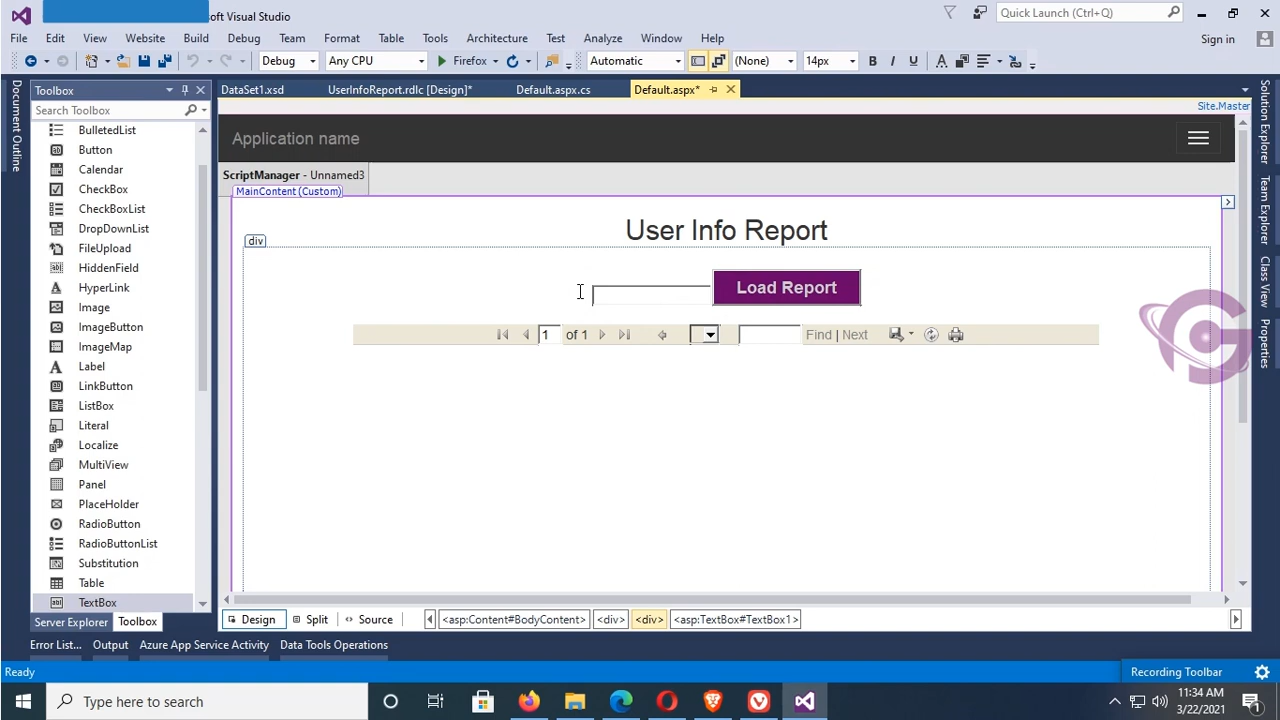 soft Visual Studio
Quick Launch (Ctrl+Q)
File Edit View Website Build Debug Team Format Table Tools Architecture Test Analyze Window Help
Sign in
Debug Any CPU Firefox Automatic (None) 14px B I U
Document Outline
Toolbox
Search Toolbox
BulletedList
Button
Calendar
CheckBox
CheckBoxList
DropDownList
FileUpload
HiddenField
HyperLink
Image
ImageButton
ImageMap
Label
LinkButton
ListBox
Literal
Localize
MultiView
Panel
PlaceHolder
RadioButton
RadioButtonList
Substitution
Table
TextBox
Server Explorer Toolbox
DataSet1.xsd UserInfoReport.rdlc [Design]* Default.aspx.cs Default.aspx*
Site.Master
Application name
ScriptManager - Unnamed3
MainContent (Custom)
User Info Report
div
Load Report
1 of 1 Find | Next
Design Split Source <asp:Content#BodyContent> <div> <div> <asp:TextBox#TextBox1>
Solution Explorer
Team Explorer
Class View
Properties
Error List... Output Azure App Service Activity Data Tools Operations
Ready
Recording Toolbar
Type here to search
11:34 AM
3/22/2021
1